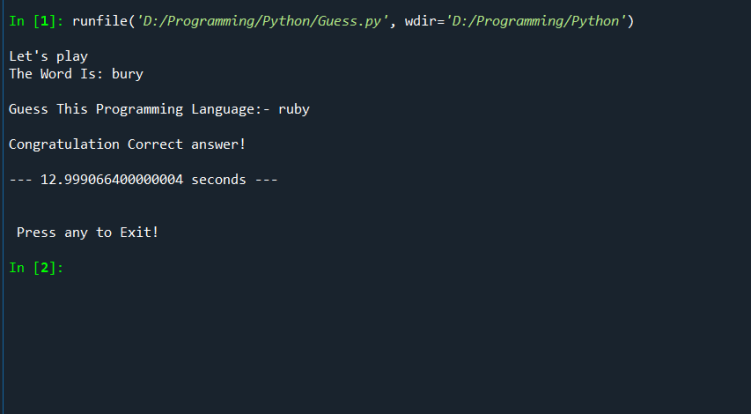 In [1]: runfile('D:/Programming/Python/Guess.py', wdir='D:/Programming/Python')
Let's play
The Word Is: bury
Guess This Programming Language:- ruby
Congratulation Correct answer!
--- 12.999066400000004 seconds ---
Press any to Exit!
In [2]: